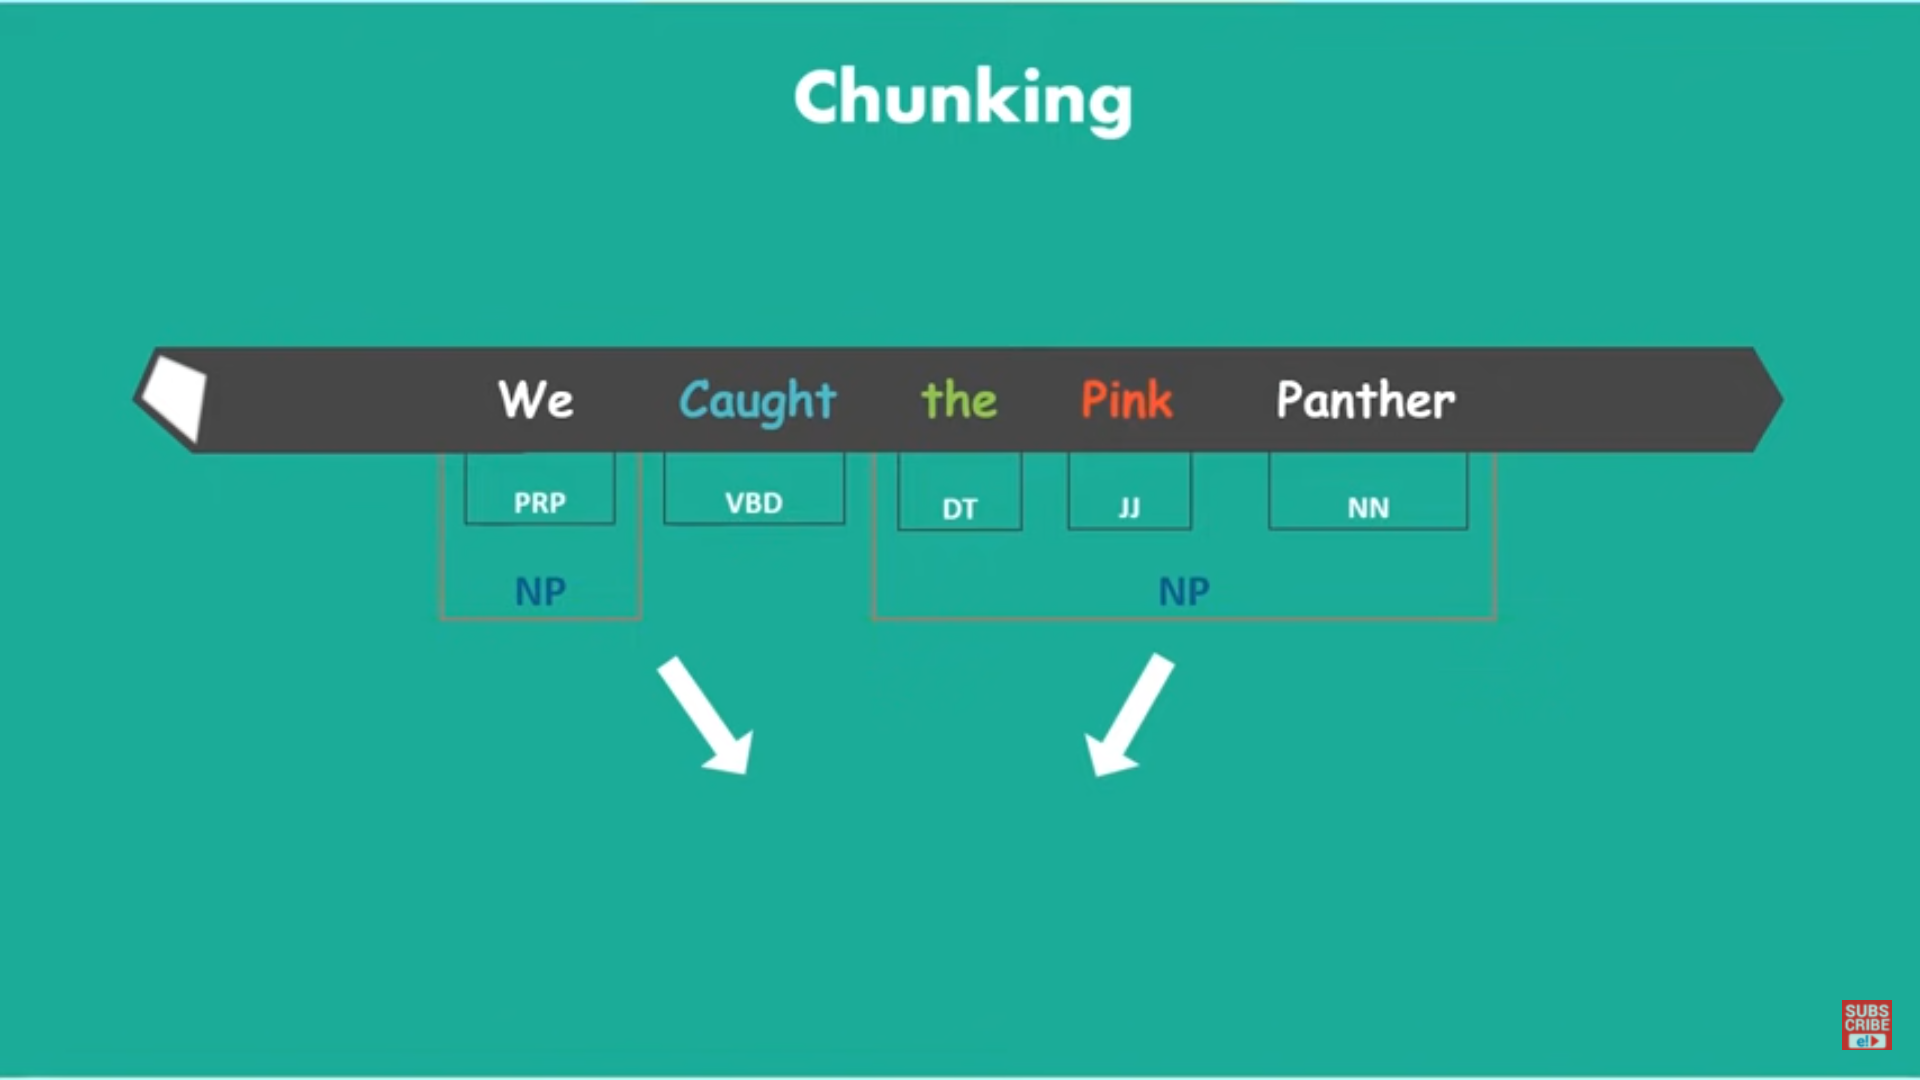 Chunking
We Caught the Pink Panther
PRP VBD DT JJ NN
NP NP
SUBS
CRIBE
e!